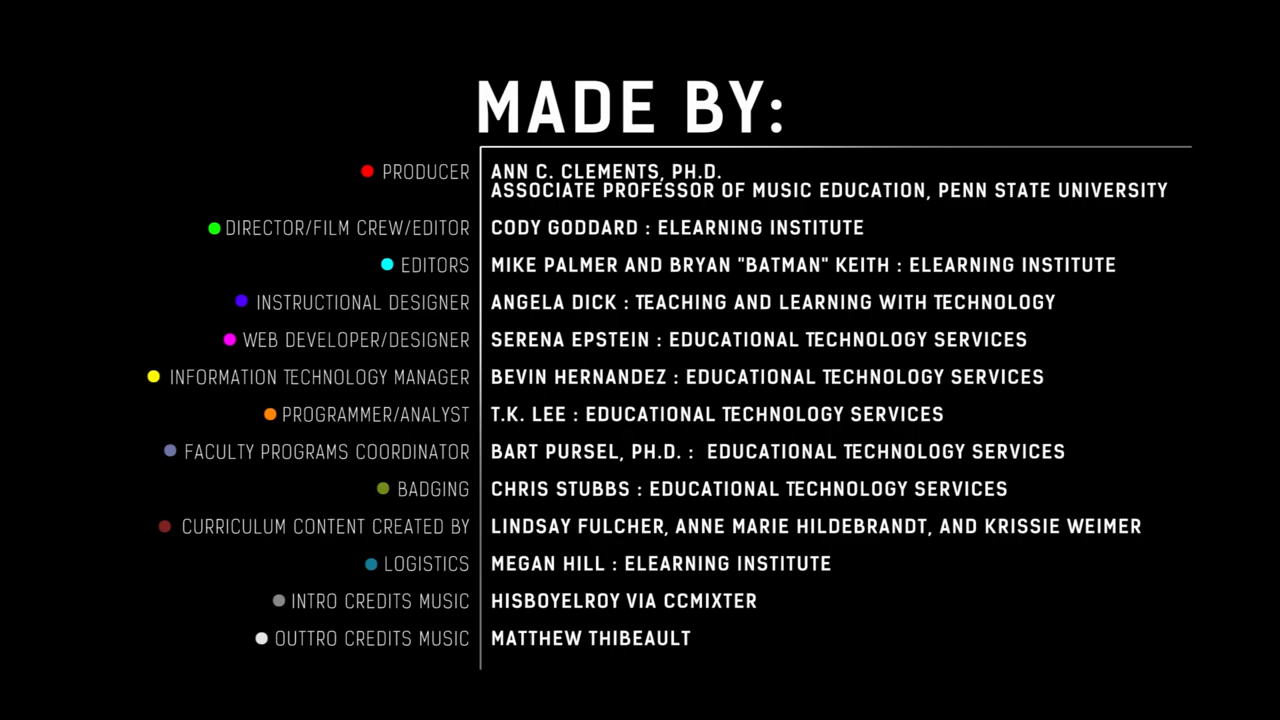 MADE BY:
PRODUCER ANN C. CLEMENTS, PH.D.
ASSOCIATE PROFESSOR OF MUSIC EDUCATION, PENN STATE UNIVERSITY
DIRECTOR/FILM CREW/EDITOR CODY GODDARD : ELEARNING INSTITUTE
EDITORS MIKE PALMER AND BRYAN "BATMAN" KEITH : ELEARNING INSTITUTE
INSTRUCTIONAL DESIGNER ANGELA DICK : TEACHING AND LEARNING WITH TECHNOLOGY
WEB DEVELOPER/DESIGNER SERENA EPSTEIN : EDUCATIONAL TECHNOLOGY SERVICES
INFORMATION TECHNOLOGY MANAGER BEVIN HERNANDEZ : EDUCATIONAL TECHNOLOGY SERVICES
PROGRAMMER/ANALYST T.K. LEE : EDUCATIONAL TECHNOLOGY SERVICES
FACULTY PROGRAMS COORDINATOR BART PURSEL, PH.D. : EDUCATIONAL TECHNOLOGY SERVICES
BADGING CHRIS STUBBS : EDUCATIONAL TECHNOLOGY SERVICES
CURRICULUM CONTENT CREATED BY LINDSAY FULCHER, ANNE MARIE HILDEBRANDT, AND KRISSIE WEIMER
LOGISTICS MEGAN HILL : ELEARNING INSTITUTE
INTRO CREDITS MUSIC HISBOYELROY VIA CCMIXTER
OUTTRO CREDITS MUSIC MATTHEW THIBEAULT